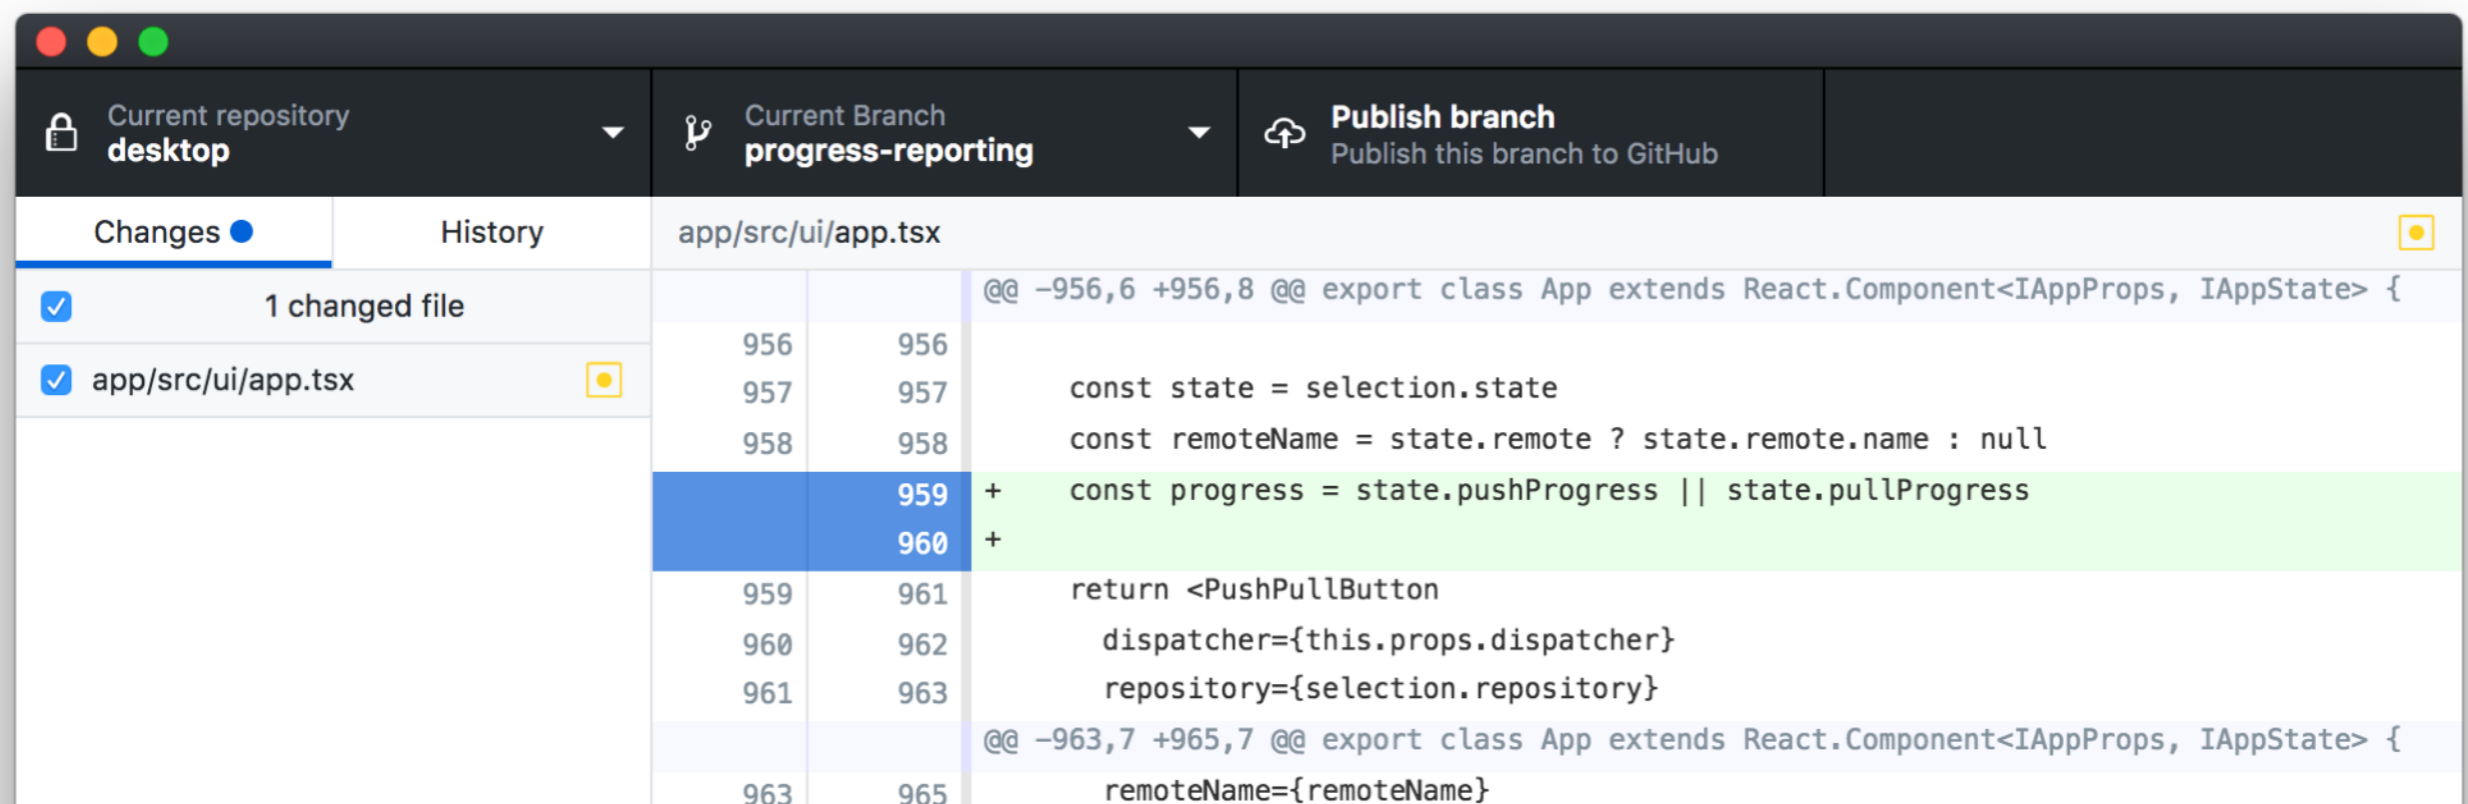 Current repository
desktop
Current Branch
progress-reporting
Publish branch
Publish this branch to GitHub
Changes
History
1 changed file
app/src/ui/app.tsx
app/src/ui/app.tsx
@@ -956,6 +956,8 @@ export class App extends React.Component<IAppProps, IAppState> {
956 956
957 957 const state = selection.state
958 958 const remoteName = state.remote ? state.remote.name : null
959 + const progress = state.pushProgress || state.pullProgress
960 +
959 961 return <PushPullButton
960 962 dispatcher={this.props.dispatcher}
961 963 repository={selection.repository}
@@ -963,7 +965,7 @@ export class App extends React.Component<IAppProps, IAppState> {
963 965 remoteName={remoteName}